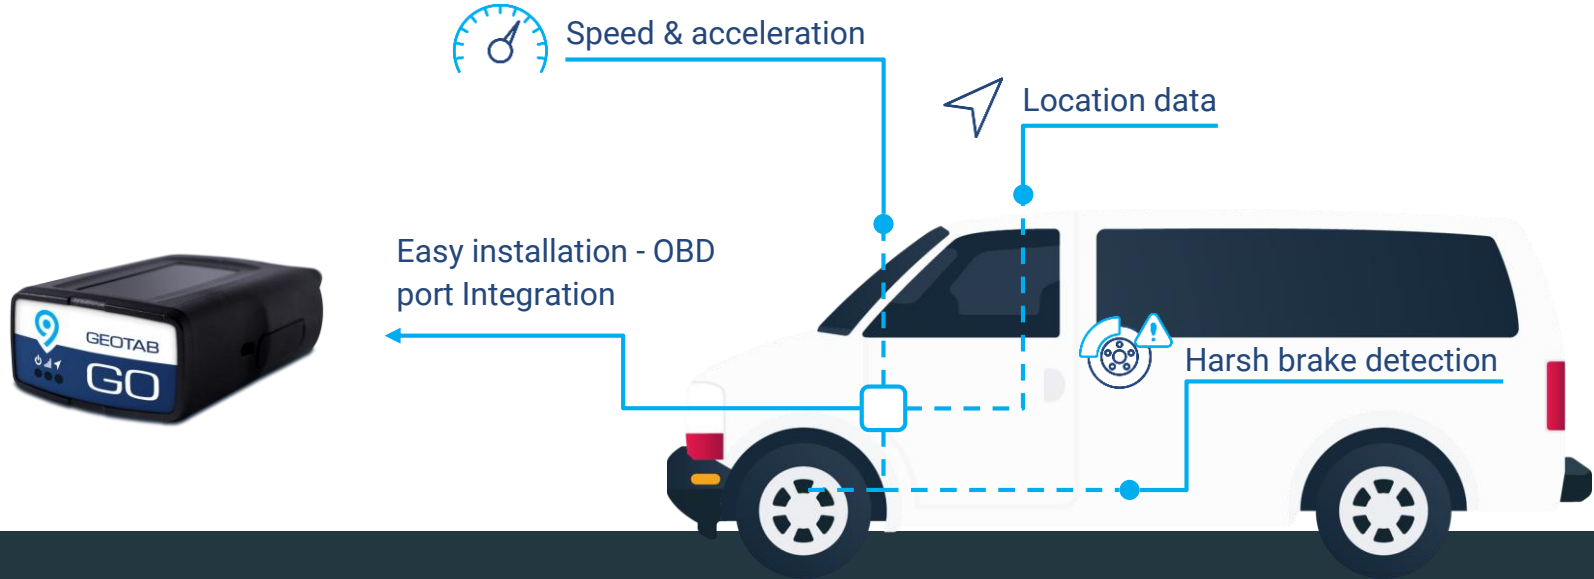 Speed & acceleration
Location data
Easy installation - OBD
port Integration
GEOTAB
GO
Harsh brake detection